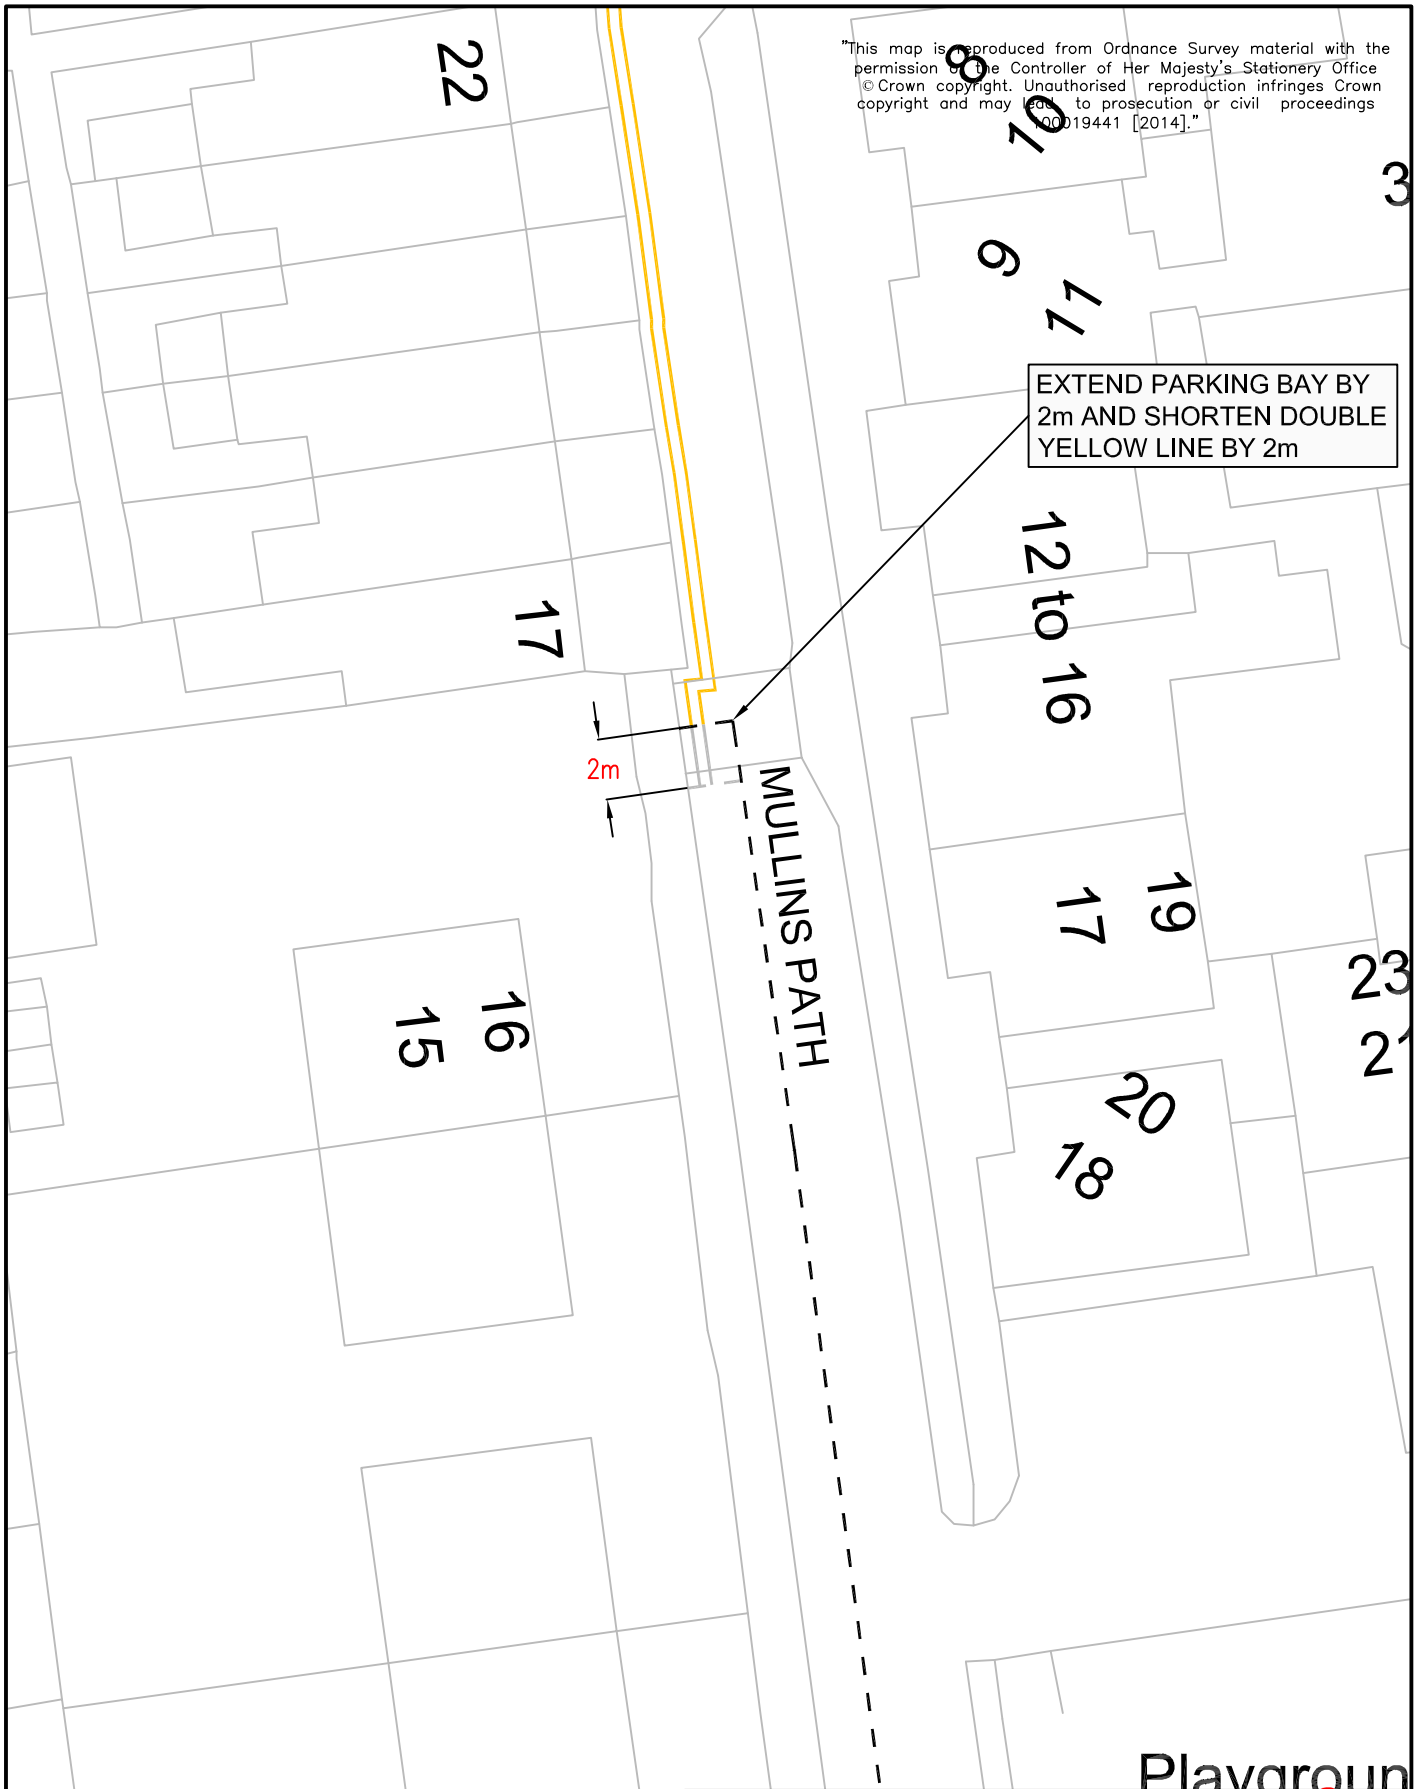 "This map is reproduced from Ordnance Survey material with the
permission of the Controller of Her Majesty's Stationery Office
© Crown copyright. Unauthorised reproduction infringes Crown
copyright and may lead to prosecution or civil proceedings
100019441 [2014]."
22
8
10
3
9
11
EXTEND PARKING BAY BY
2m AND SHORTEN DOUBLE
YELLOW LINE BY 2m
12 to 16
17
2m
MULLINS PATH
17
19
23
21
16
15
20
18
Playgroun